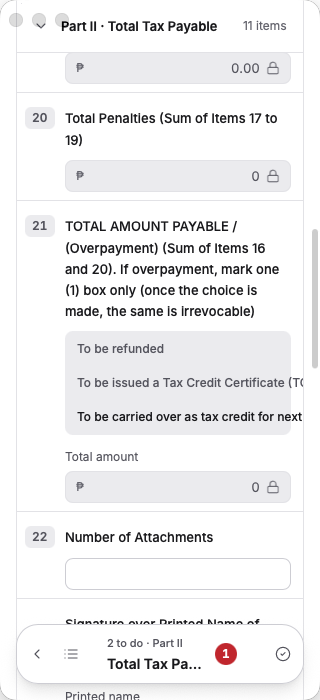 Part II · Total Tax Payable 11 items
₱ 0.00
20 Total Penalties (Sum of Items 17 to
19)
₱ 0
21 TOTAL AMOUNT PAYABLE /
(Overpayment) (Sum of Items 16
and 20). If overpayment, mark one
(1) box only (once the choice is
made, the same is irrevocable)
To be refunded
To be issued a Tax Credit Certificate (TC
To be carried over as tax credit for next
Total amount
₱ 0
22 Number of Attachments
Signature over Printed Name of
2 to do · Part II
Total Tax Pa... 1
Printed name